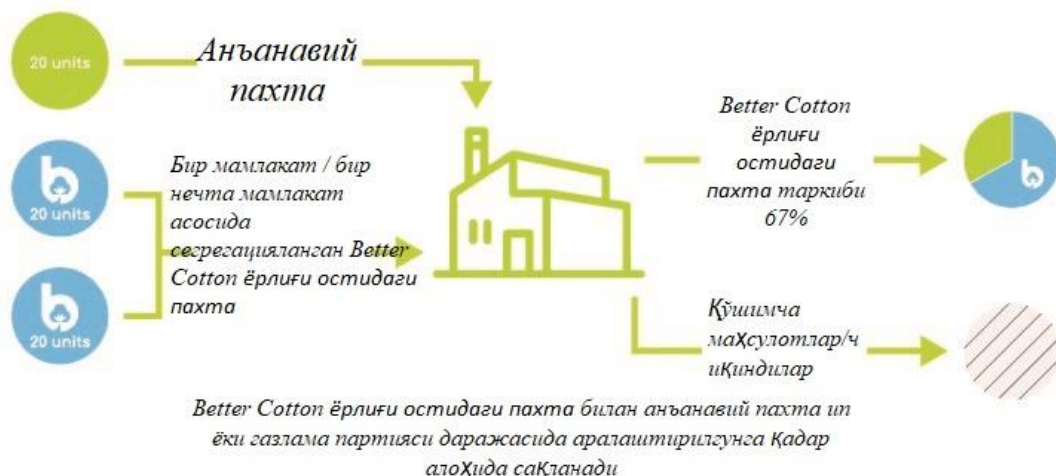 20 units
Анъанавий
пахта
20 units
20 units
Бир мамлакат / бир
нечта мамлакат
асосида
сегрегацияланган Better
Cotton ёрлиғи остидаги
пахта
Better Cotton
ёрлиғи
остидаги
пахта таркиби
67%
Қўшимча
маҳсулотлар/ч
иқиндилар
Better Cotton ёрлиғи остидаги пахта билан анъанавий пахта ип
ёки газлама партияси даражасида аралаштирилгунга қадар
алоҳида сақланади